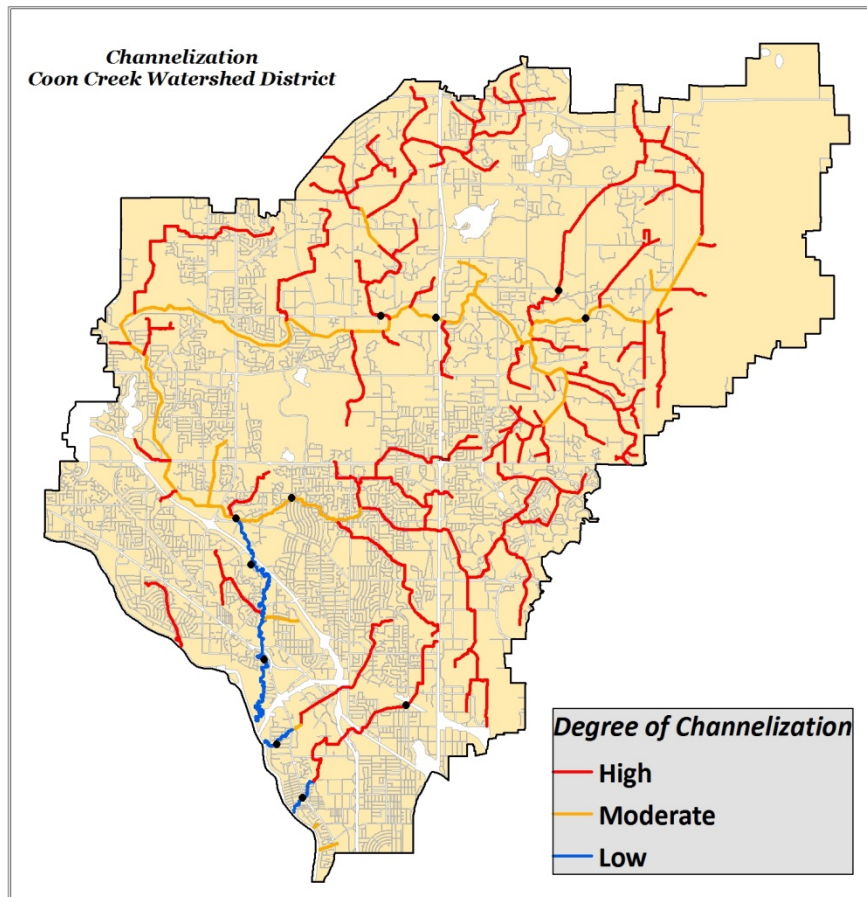 Channelization
Coon Creek Watershed District
Degree of Channelization
High
Moderate
Low